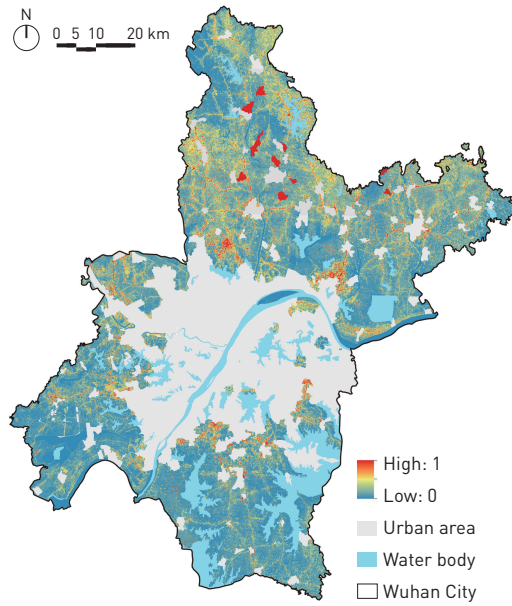 N
0 5 10 20 km
High: 1
Low: 0
Urban area
Water body
Wuhan City